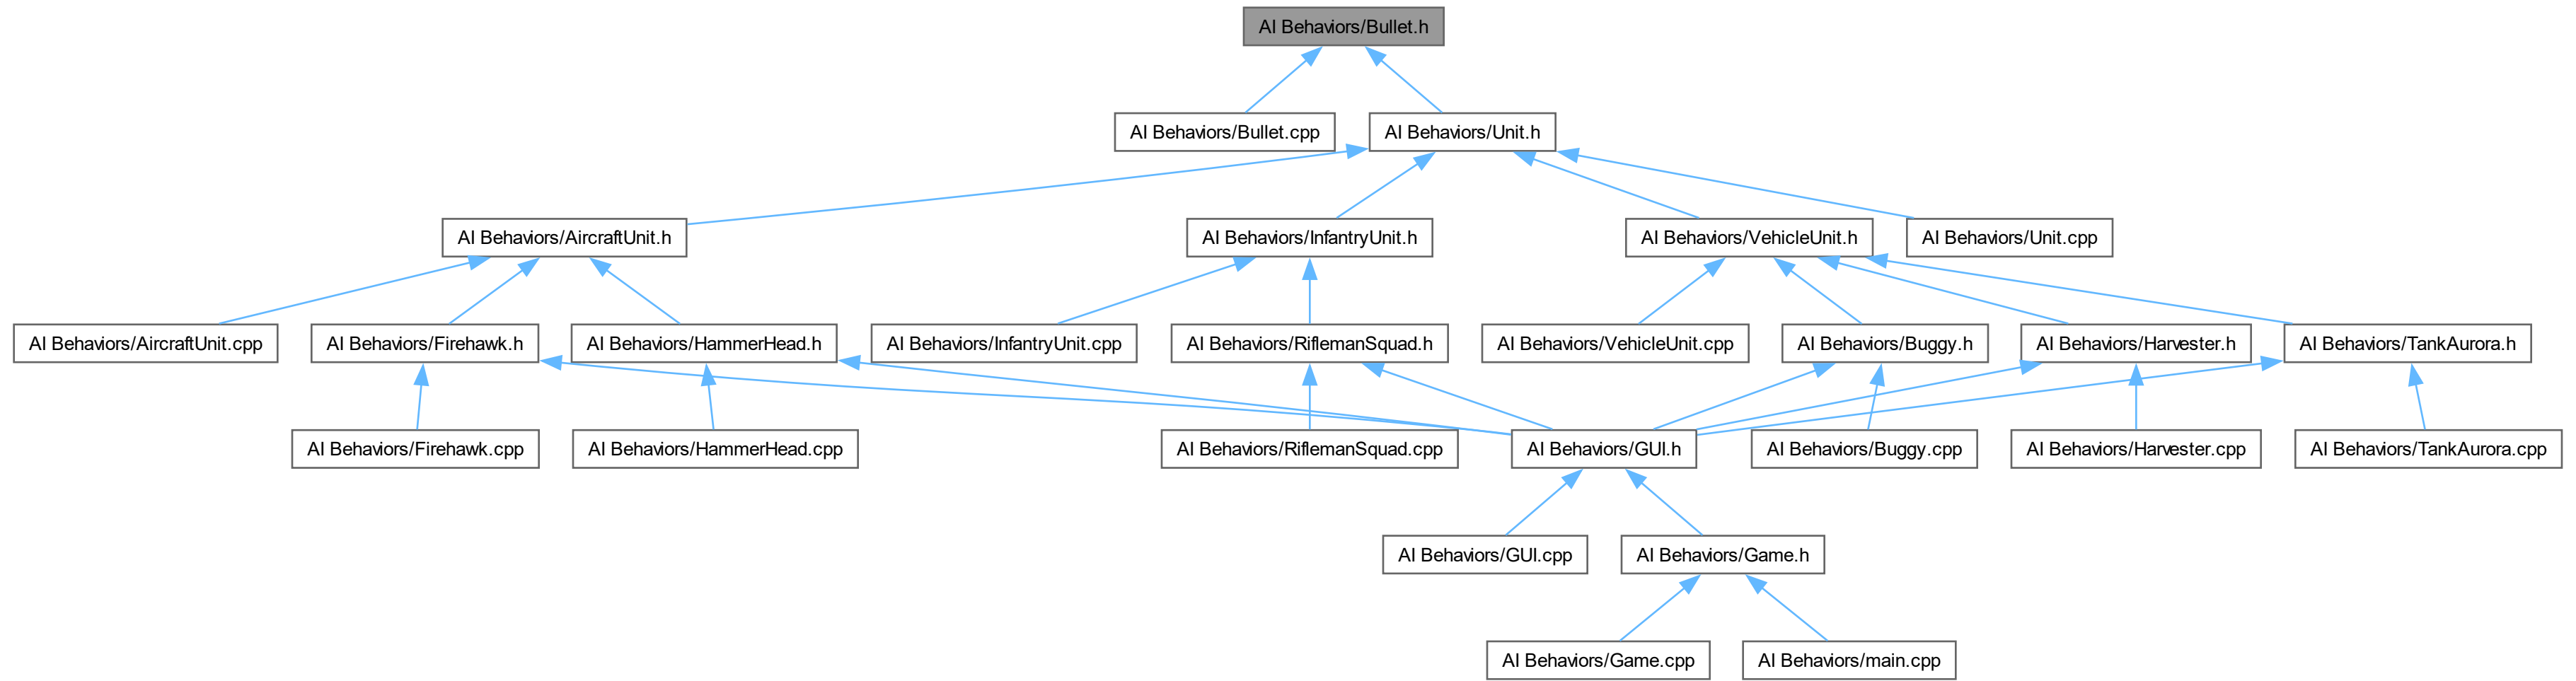 AI Behaviors/Bullet.h
AI Behaviors/Bullet.cpp
AI Behaviors/Unit.h
AI Behaviors/AircraftUnit.h
AI Behaviors/InfantryUnit.h
AI Behaviors/VehicleUnit.h
AI Behaviors/Unit.cpp
AI Behaviors/AircraftUnit.cpp
AI Behaviors/Firehawk.h
AI Behaviors/HammerHead.h
AI Behaviors/InfantryUnit.cpp
AI Behaviors/RiflemanSquad.h
AI Behaviors/VehicleUnit.cpp
AI Behaviors/Buggy.h
AI Behaviors/Harvester.h
AI Behaviors/TankAurora.h
AI Behaviors/Firehawk.cpp
AI Behaviors/HammerHead.cpp
AI Behaviors/RiflemanSquad.cpp
AI Behaviors/GUI.h
AI Behaviors/Buggy.cpp
AI Behaviors/Harvester.cpp
AI Behaviors/TankAurora.cpp
AI Behaviors/GUI.cpp
AI Behaviors/Game.h
AI Behaviors/Game.cpp
AI Behaviors/main.cpp